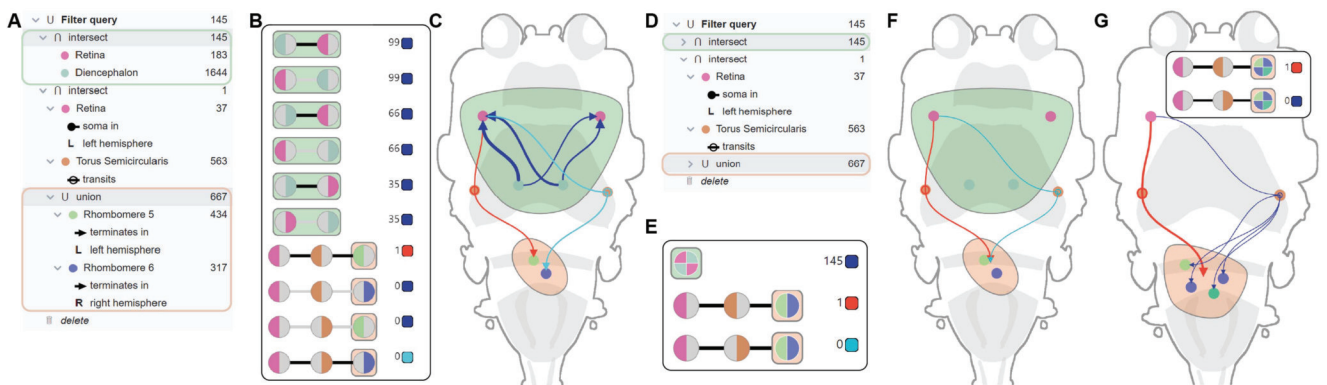 A
∪ Filter query 145
∩ intersect 145
Retina 183
Diencephalon 1644
∩ intersect 1
Retina 37
soma in
L left hemisphere
Torus Semicircularis 563
transits
∪ union 667
Rhombomere 5 434
terminates in
L left hemisphere
Rhombomere 6 317
terminates in
R right hemisphere
delete
B
99
99
66
66
35
35
1
0
0
0
C
D
∪ Filter query 145
∩ intersect 145
∩ intersect 1
Retina 37
soma in
L left hemisphere
Torus Semicircularis 563
transits
∪ union 667
delete
E
145
1
0
F
G
1
0